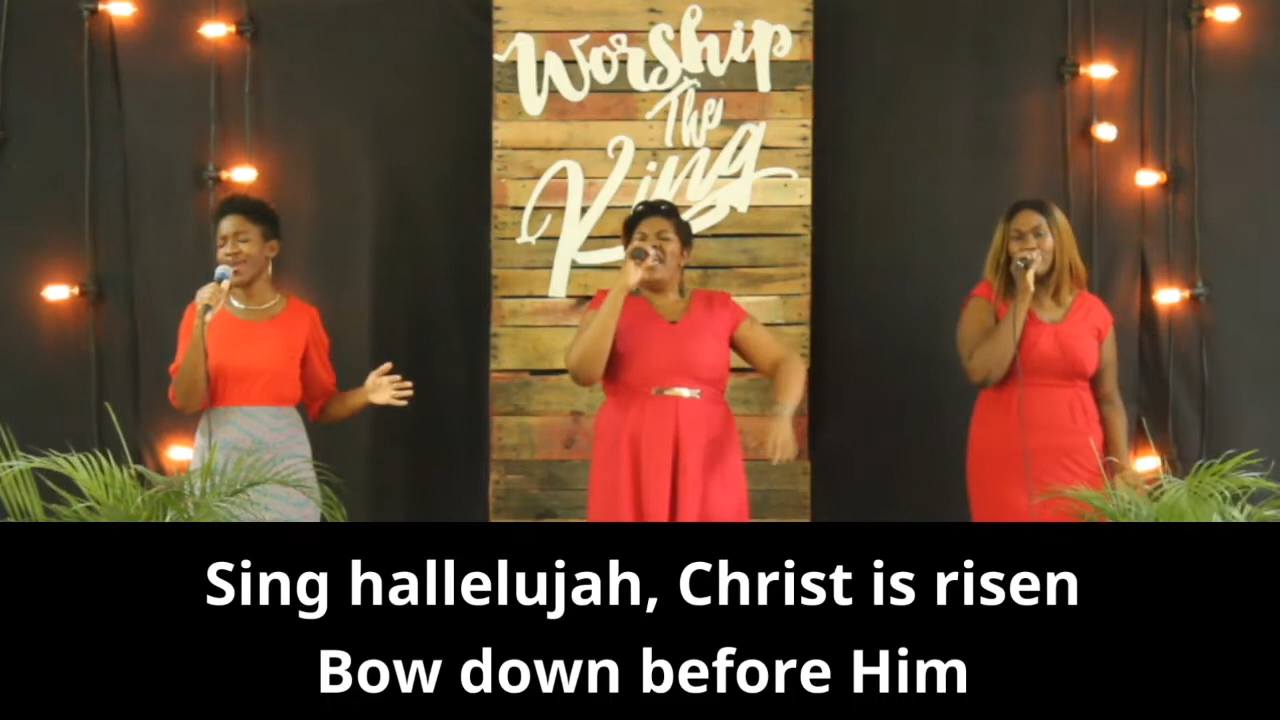 Worship
The
King
Sing hallelujah, Christ is risen
Bow down before Him